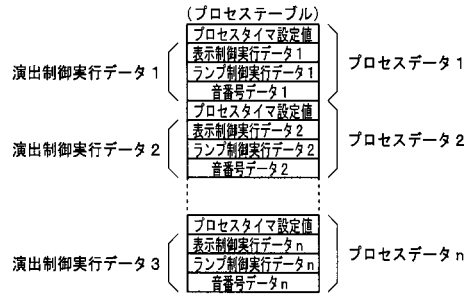 (プロセステーブル)
プロセスタイマ設定値
表示制御実行データ1
ランプ制御実行データ1
音番号データ1
演出制御実行データ1
プロセスデータ1
プロセスタイマ設定値
表示制御実行データ2
ランプ制御実行データ2
音番号データ2
演出制御実行データ2
プロセスデータ2
プロセスタイマ設定値
表示制御実行データn
ランプ制御実行データn
音番号データn
演出制御実行データ3
プロセスデータn